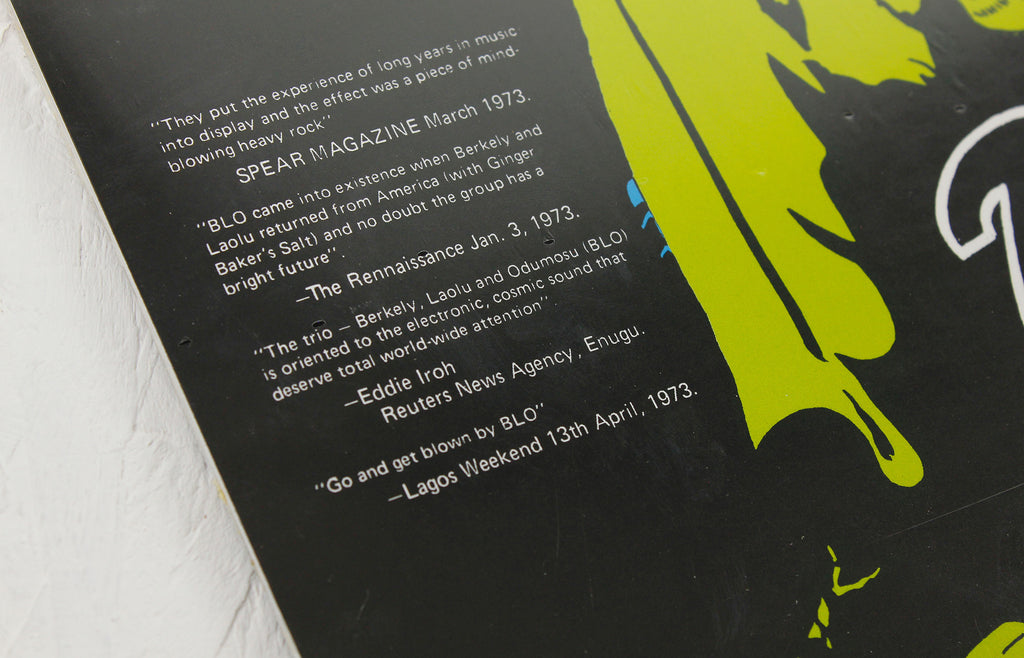 "They put the experience of long years in music
into display and the effect was a piece of mind-
blowing heavy rock"
SPEAR MAGAZINE March 1973.
"BLO came into existence when Berkely and
Laolu returned from America (with Ginger
Baker's Salt) and no doubt the group has a
bright future".
—The Rennaissance Jan. 3, 1973.
"The trio – Berkely, Laolu and Odumosu (BLO)
is oriented to the electronic, cosmic sound that
deserve total world-wide attention"
—Eddie Iroh
Reuters News Agency, Enugu.
"Go and get blown by BLO"
—Lagos Weekend 13th April, 1973.